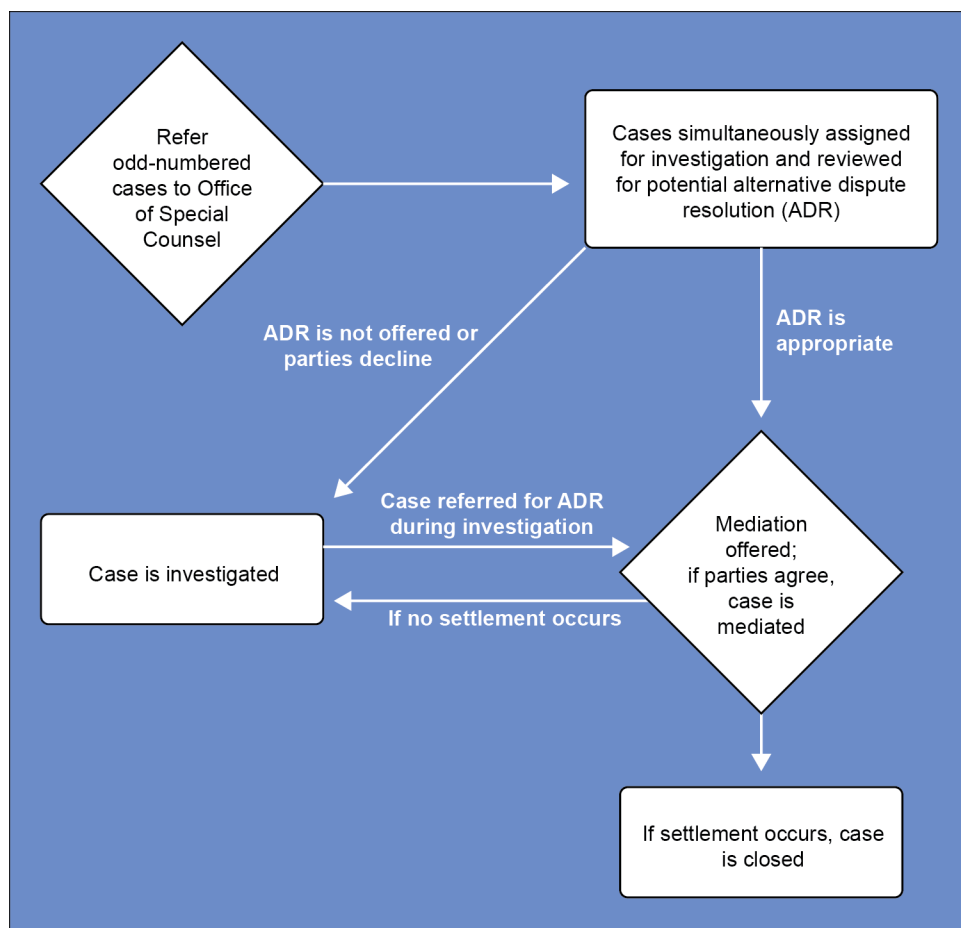 Refer
odd-numbered
cases to Office
of Special
Counsel
Cases simultaneously assigned
for investigation and reviewed
for potential alternative dispute
resolution (ADR)
ADR is not offered or
parties decline
ADR is
appropriate
Case is investigated
Case referred for ADR
during investigation
If no settlement occurs
Mediation
offered;
if parties agree,
case is
mediated
If settlement occurs, case
is closed